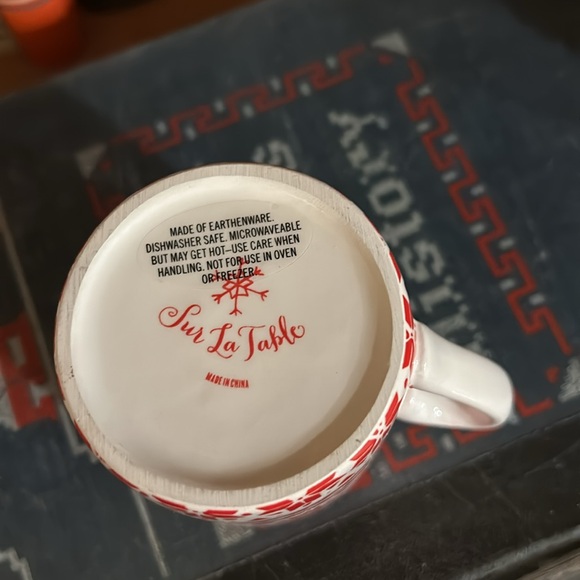 MADE OF EARTHENWARE.
DISHWASHER SAFE. MICROWAVEABLE
BUT MAY GET HOT-USE CARE WHEN
HANDLING. NOT FOR USE IN OVEN
OR FREEZER.
Sur La Table
MADE IN CHINA